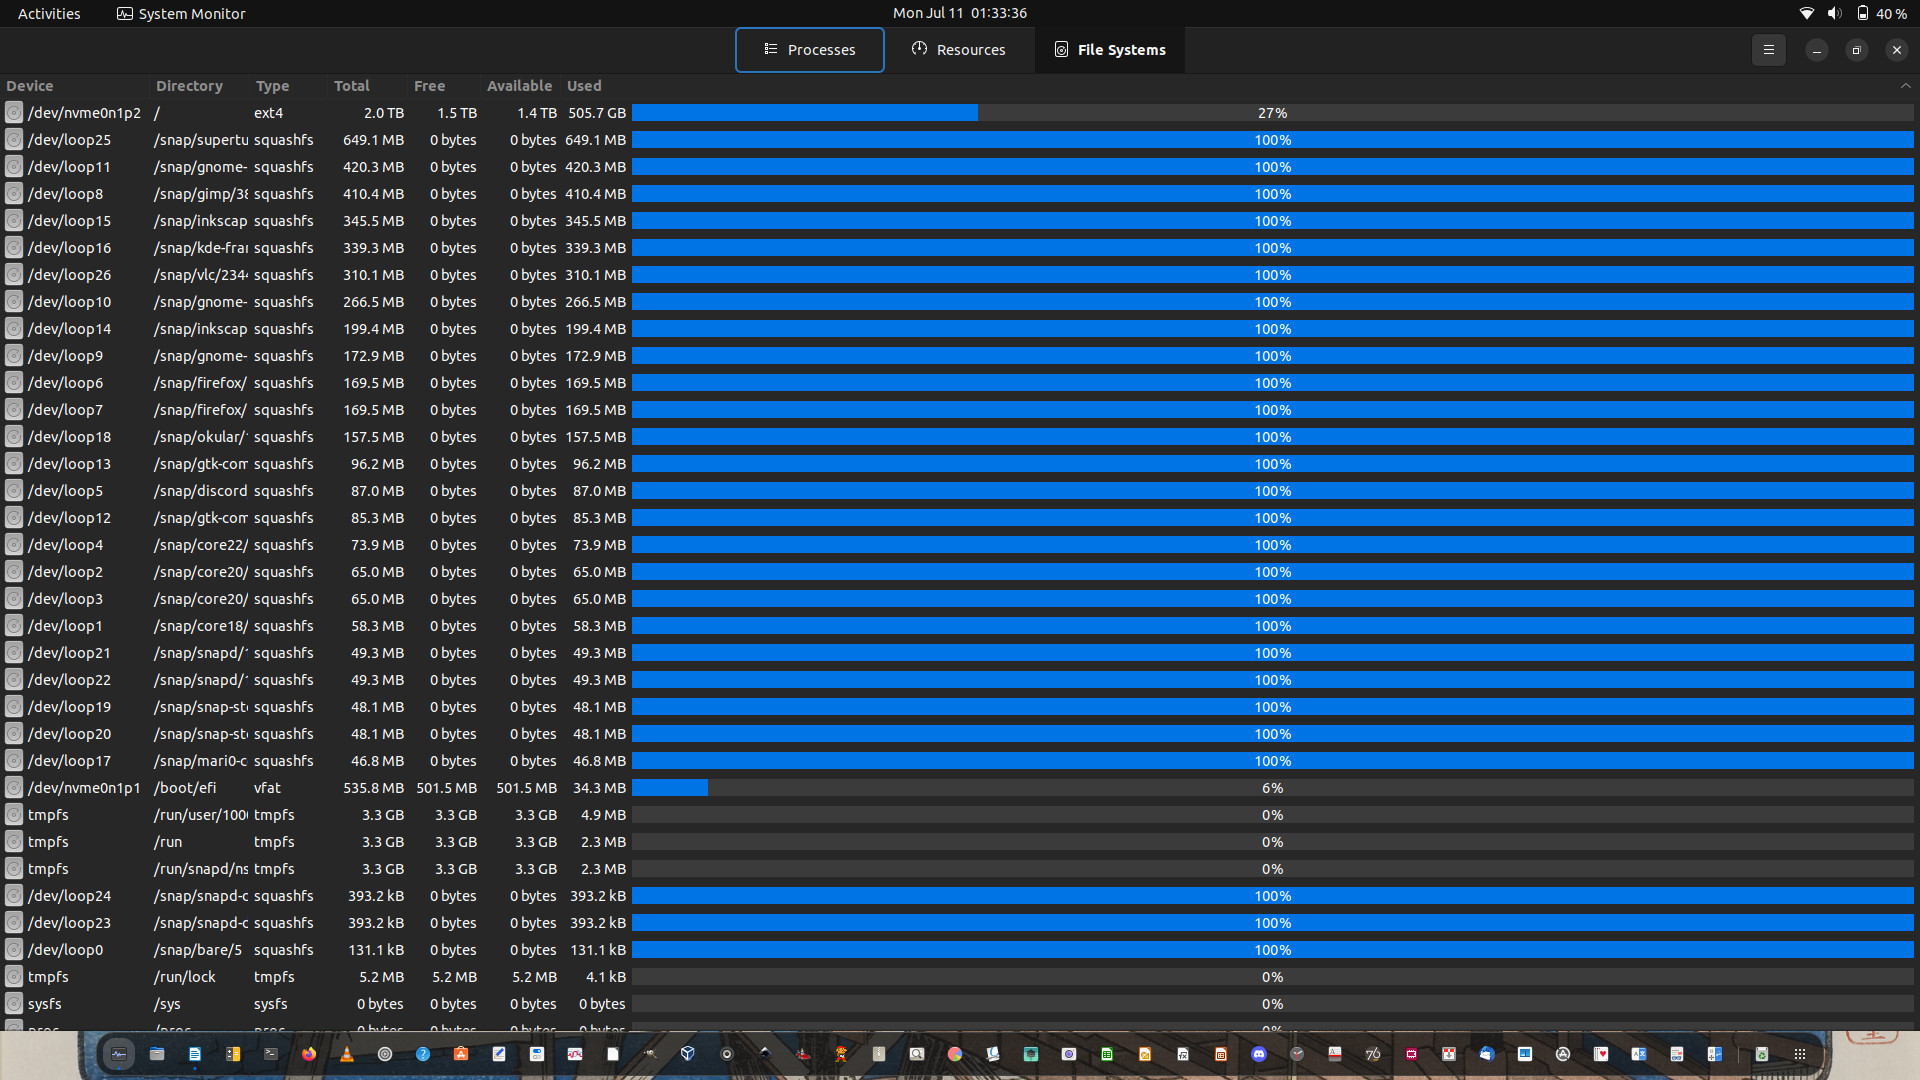 Activities System Monitor Mon Jul 11 01:33:36 40 %
Processes Resources File Systems
Device Directory Type Total Free Available Used
/dev/nvme0n1p2 / ext4 2.0 TB 1.5 TB 1.4 TB 505.7 GB 27%
/dev/loop25 /snap/supertu squashfs 649.1 MB 0 bytes 0 bytes 649.1 MB 100%
/dev/loop11 /snap/gnome- squashfs 420.3 MB 0 bytes 0 bytes 420.3 MB 100%
/dev/loop8 /snap/gimp/38 squashfs 410.4 MB 0 bytes 0 bytes 410.4 MB 100%
/dev/loop15 /snap/inkscap squashfs 345.5 MB 0 bytes 0 bytes 345.5 MB 100%
/dev/loop16 /snap/kde-fra squashfs 339.3 MB 0 bytes 0 bytes 339.3 MB 100%
/dev/loop26 /snap/vlc/2344 squashfs 310.1 MB 0 bytes 0 bytes 310.1 MB 100%
/dev/loop10 /snap/gnome- squashfs 266.5 MB 0 bytes 0 bytes 266.5 MB 100%
/dev/loop14 /snap/inkscap squashfs 199.4 MB 0 bytes 0 bytes 199.4 MB 100%
/dev/loop9 /snap/gnome- squashfs 172.9 MB 0 bytes 0 bytes 172.9 MB 100%
/dev/loop6 /snap/firefox/ squashfs 169.5 MB 0 bytes 0 bytes 169.5 MB 100%
/dev/loop7 /snap/firefox/ squashfs 169.5 MB 0 bytes 0 bytes 169.5 MB 100%
/dev/loop18 /snap/okular/ squashfs 157.5 MB 0 bytes 0 bytes 157.5 MB 100%
/dev/loop13 /snap/gtk-com squashfs 96.2 MB 0 bytes 0 bytes 96.2 MB 100%
/dev/loop5 /snap/discord squashfs 87.0 MB 0 bytes 0 bytes 87.0 MB 100%
/dev/loop12 /snap/gtk-com squashfs 85.3 MB 0 bytes 0 bytes 85.3 MB 100%
/dev/loop4 /snap/core22/ squashfs 73.9 MB 0 bytes 0 bytes 73.9 MB 100%
/dev/loop2 /snap/core20/ squashfs 65.0 MB 0 bytes 0 bytes 65.0 MB 100%
/dev/loop3 /snap/core20/ squashfs 65.0 MB 0 bytes 0 bytes 65.0 MB 100%
/dev/loop1 /snap/core18/ squashfs 58.3 MB 0 bytes 0 bytes 58.3 MB 100%
/dev/loop21 /snap/snapd/1 squashfs 49.3 MB 0 bytes 0 bytes 49.3 MB 100%
/dev/loop22 /snap/snapd/1 squashfs 49.3 MB 0 bytes 0 bytes 49.3 MB 100%
/dev/loop19 /snap/snap-sto squashfs 48.1 MB 0 bytes 0 bytes 48.1 MB 100%
/dev/loop20 /snap/snap-sto squashfs 48.1 MB 0 bytes 0 bytes 48.1 MB 100%
/dev/loop17 /snap/mari0-c squashfs 46.8 MB 0 bytes 0 bytes 46.8 MB 100%
/dev/nvme0n1p1 /boot/efi vfat 535.8 MB 501.5 MB 501.5 MB 34.3 MB 6%
tmpfs /run/user/1000 tmpfs 3.3 GB 3.3 GB 3.3 GB 4.9 MB 0%
tmpfs /run tmpfs 3.3 GB 3.3 GB 3.3 GB 2.3 MB 0%
tmpfs /run/snapd/ns tmpfs 3.3 GB 3.3 GB 3.3 GB 2.3 MB 0%
/dev/loop24 /snap/snapd-c squashfs 393.2 kB 0 bytes 0 bytes 393.2 kB 100%
/dev/loop23 /snap/snapd-c squashfs 393.2 kB 0 bytes 0 bytes 393.2 kB 100%
/dev/loop0 /snap/bare/5 squashfs 131.1 kB 0 bytes 0 bytes 131.1 kB 100%
tmpfs /run/lock tmpfs 5.2 MB 5.2 MB 5.2 MB 4.1 kB 0%
sysfs /sys sysfs 0 bytes 0 bytes 0 bytes 0 bytes 0%
proc /proc proc 0 bytes 0 bytes 0 bytes 0 bytes 0%